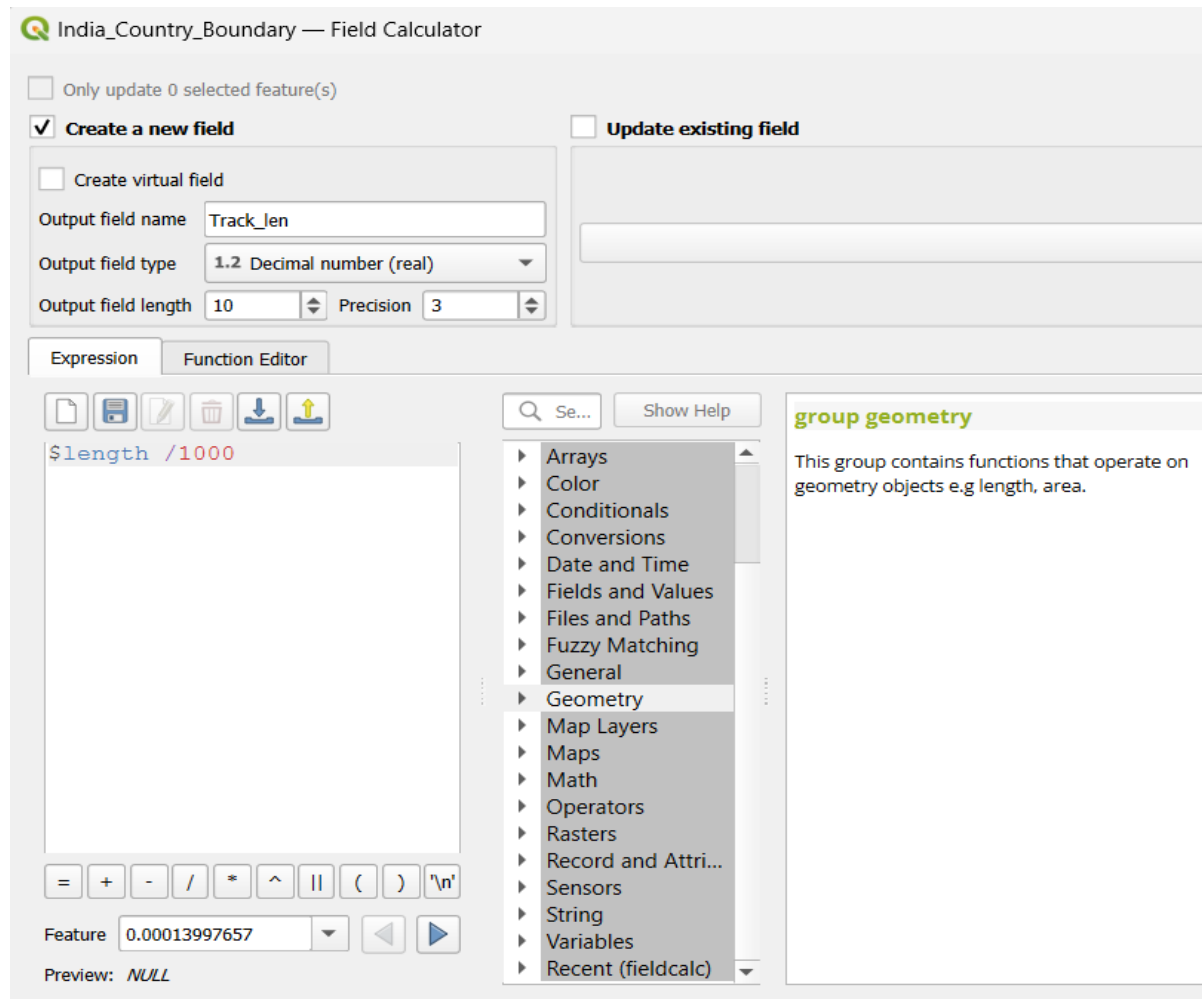 India_Country_Boundary — Field Calculator
Only update 0 selected feature(s)
✓ Create a new field
Update existing field
Create virtual field
Output field name Track_len
Output field type 1.2 Decimal number (real)
Output field length 10 Precision 3
Expression Function Editor
Se... Show Help
$length /1000
Arrays
Color
Conditionals
Conversions
Date and Time
Fields and Values
Files and Paths
Fuzzy Matching
General
Geometry
Map Layers
Maps
Math
Operators
Rasters
Record and Attri...
Sensors
String
Variables
Recent (fieldcalc)
group geometry
This group contains functions that operate on
geometry objects e.g length, area.
= + - / * ^ || ( ) '\n'
Feature 0.00013997657
Preview: NULL